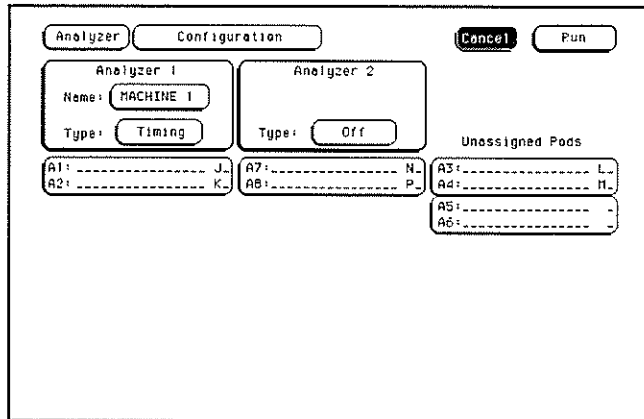 Analyzer Configuration Cancel Run
Analyzer 1
Name: MACHINE 1
Type: Timing
Analyzer 2
Type: Off
Unassigned Pods
A1: J
A2: K
A7: N
A8: P
A3: L
A4: M
A5:
A6: